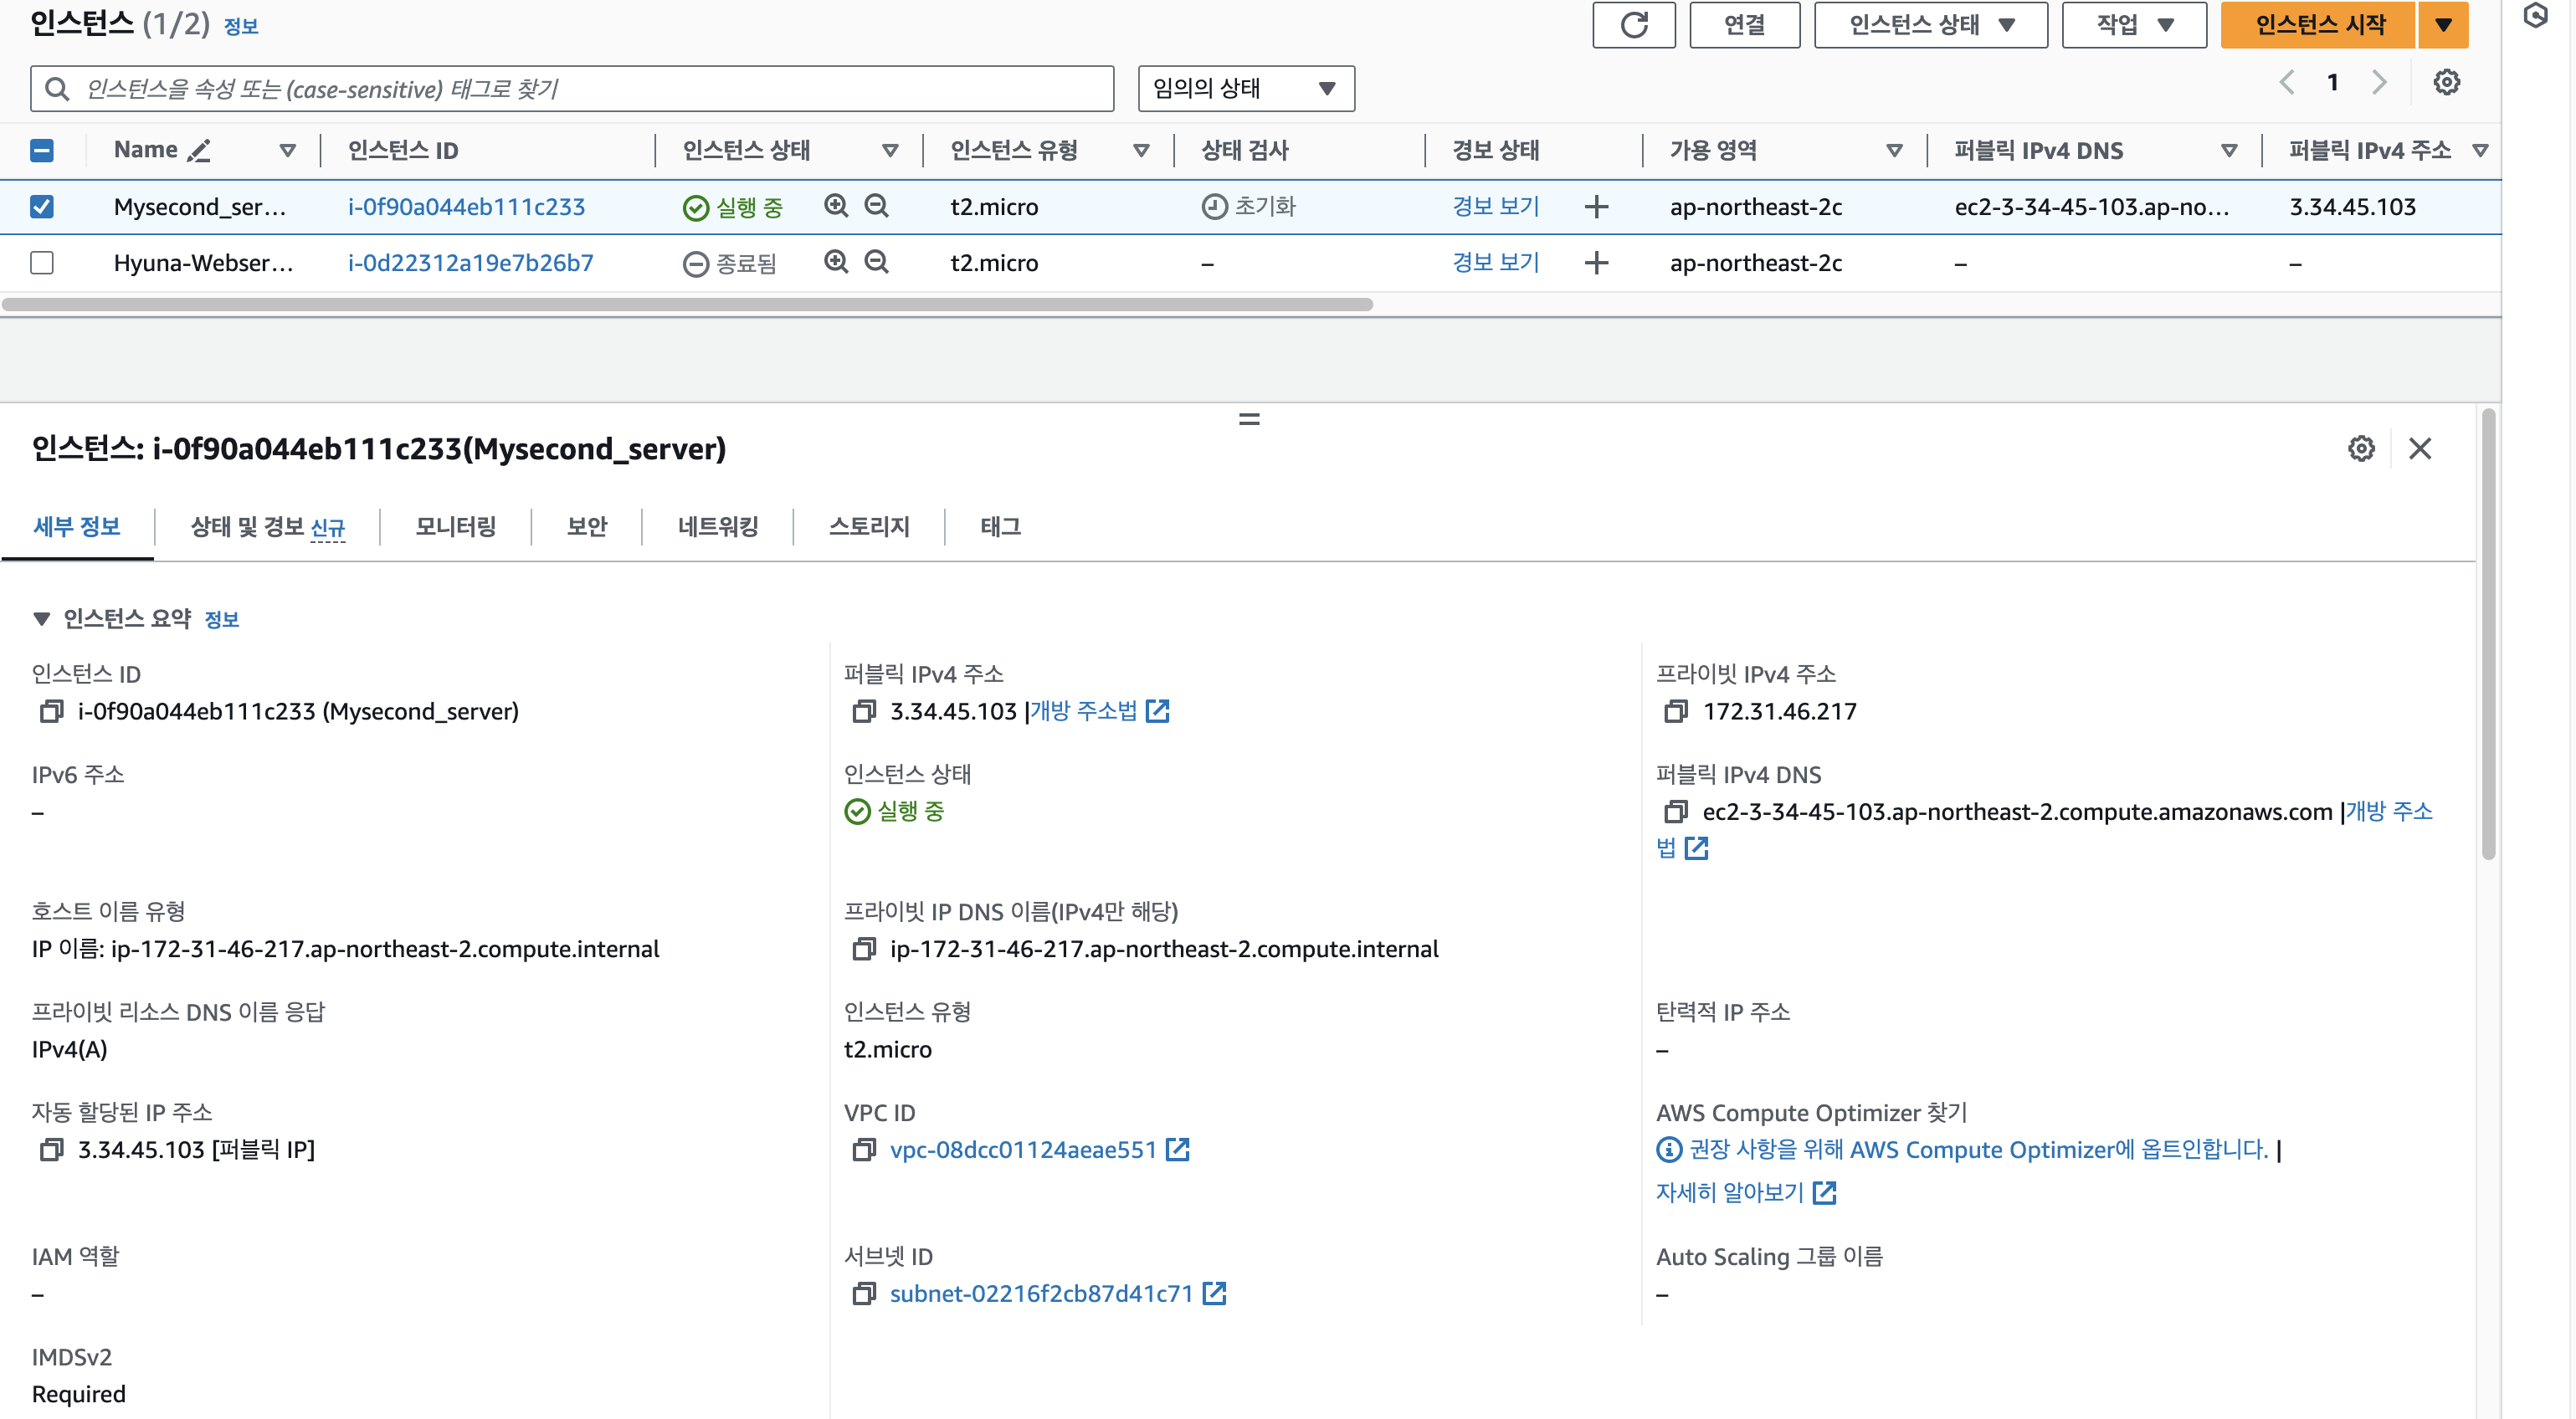 인스턴스 (1/2) 정보 연결 인스턴스 상태 작업 인스턴스 시작
인스턴스을 속성 또는 (case-sensitive) 태그로 찾기 임의의 상태 1
Name 인스턴스 ID 인스턴스 상태 인스턴스 유형 상태 검사 경보 상태 가용 영역 퍼블릭 IPv4 DNS 퍼블릭 IPv4 주소
Mysecond_ser... i-0f90a044eb111c233 실행 중 t2.micro 초기화 경보 보기 + ap-northeast-2c ec2-3-34-45-103.ap-no... 3.34.45.103
Hyuna-Webser... i-0d22312a19e7b26b7 종료됨 t2.micro – 경보 보기 + ap-northeast-2c – –
인스턴스: i-0f90a044eb111c233(Mysecond_server)
세부 정보 상태 및 경보 신규 모니터링 보안 네트워킹 스토리지 태그
인스턴스 요약 정보
인스턴스 ID
i-0f90a044eb111c233 (Mysecond_server)
퍼블릭 IPv4 주소
3.34.45.103 |개방 주소법
프라이빗 IPv4 주소
172.31.46.217
IPv6 주소
–
인스턴스 상태
실행 중
퍼블릭 IPv4 DNS
ec2-3-34-45-103.ap-northeast-2.compute.amazonaws.com |개방 주소
법
호스트 이름 유형
IP 이름: ip-172-31-46-217.ap-northeast-2.compute.internal
프라이빗 IP DNS 이름(IPv4만 해당)
ip-172-31-46-217.ap-northeast-2.compute.internal
프라이빗 리소스 DNS 이름 응답
IPv4(A)
인스턴스 유형
t2.micro
탄력적 IP 주소
–
자동 할당된 IP 주소
3.34.45.103 [퍼블릭 IP]
VPC ID
vpc-08dcc01124aeae551
AWS Compute Optimizer 찾기
권장 사항을 위해 AWS Compute Optimizer에 옵트인합니다. |
자세히 알아보기
IAM 역할
–
서브넷 ID
subnet-02216f2cb87d41c71
Auto Scaling 그룹 이름
–
IMDSv2
Required